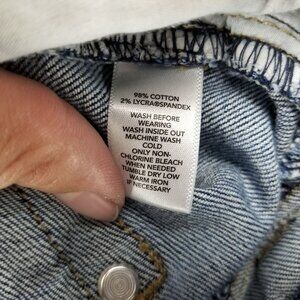 98% COTTON
2% LYCRA®SPANDEX
WASH BEFORE
WEARING
WASH INSIDE OUT
MACHINE WASH
COLD
ONLY NON-
CHLORINE BLEACH
WHEN NEEDED
TUMBLE DRY LOW
WARM IRON
IF NECESSARY